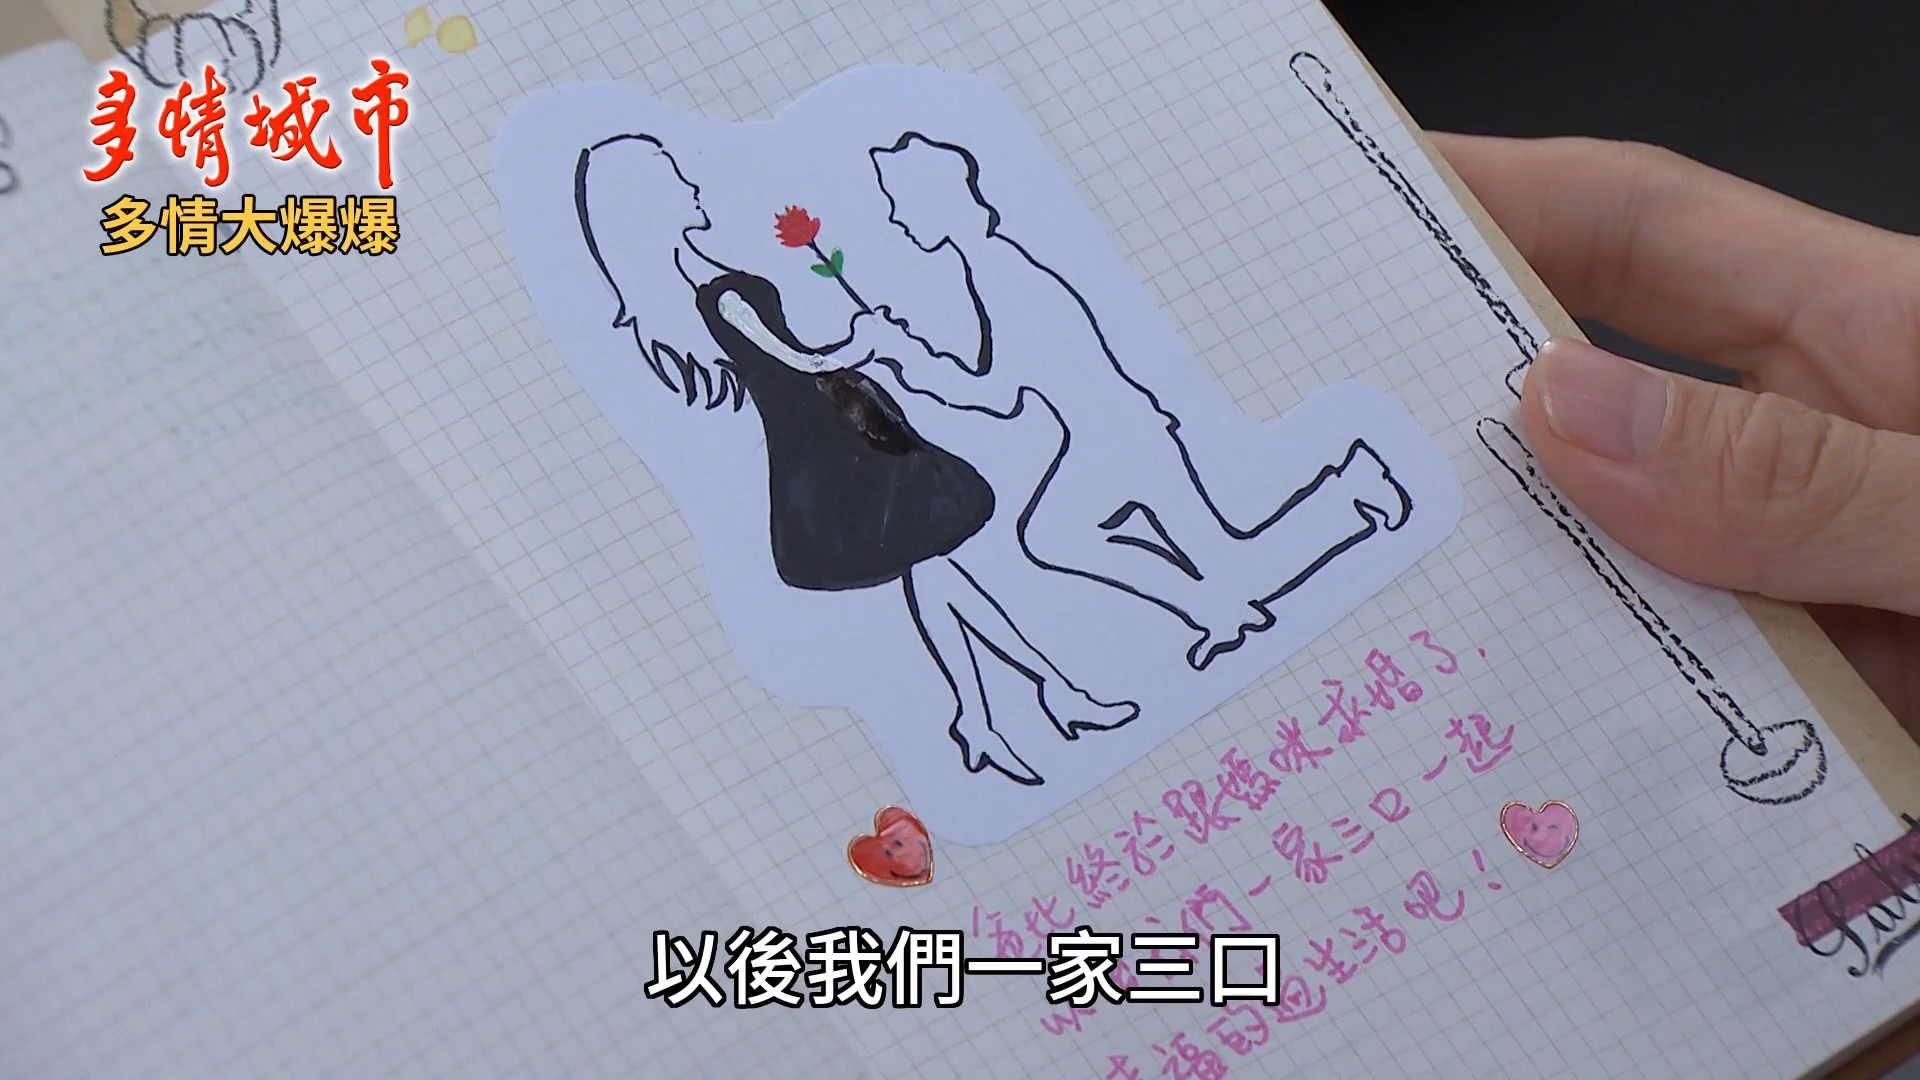 多情城市
多情大爆爆
爸比終於跟媽咪求婚了.
以後我們一家三口一起
幸福的過生活吧！
以後我們一家三口